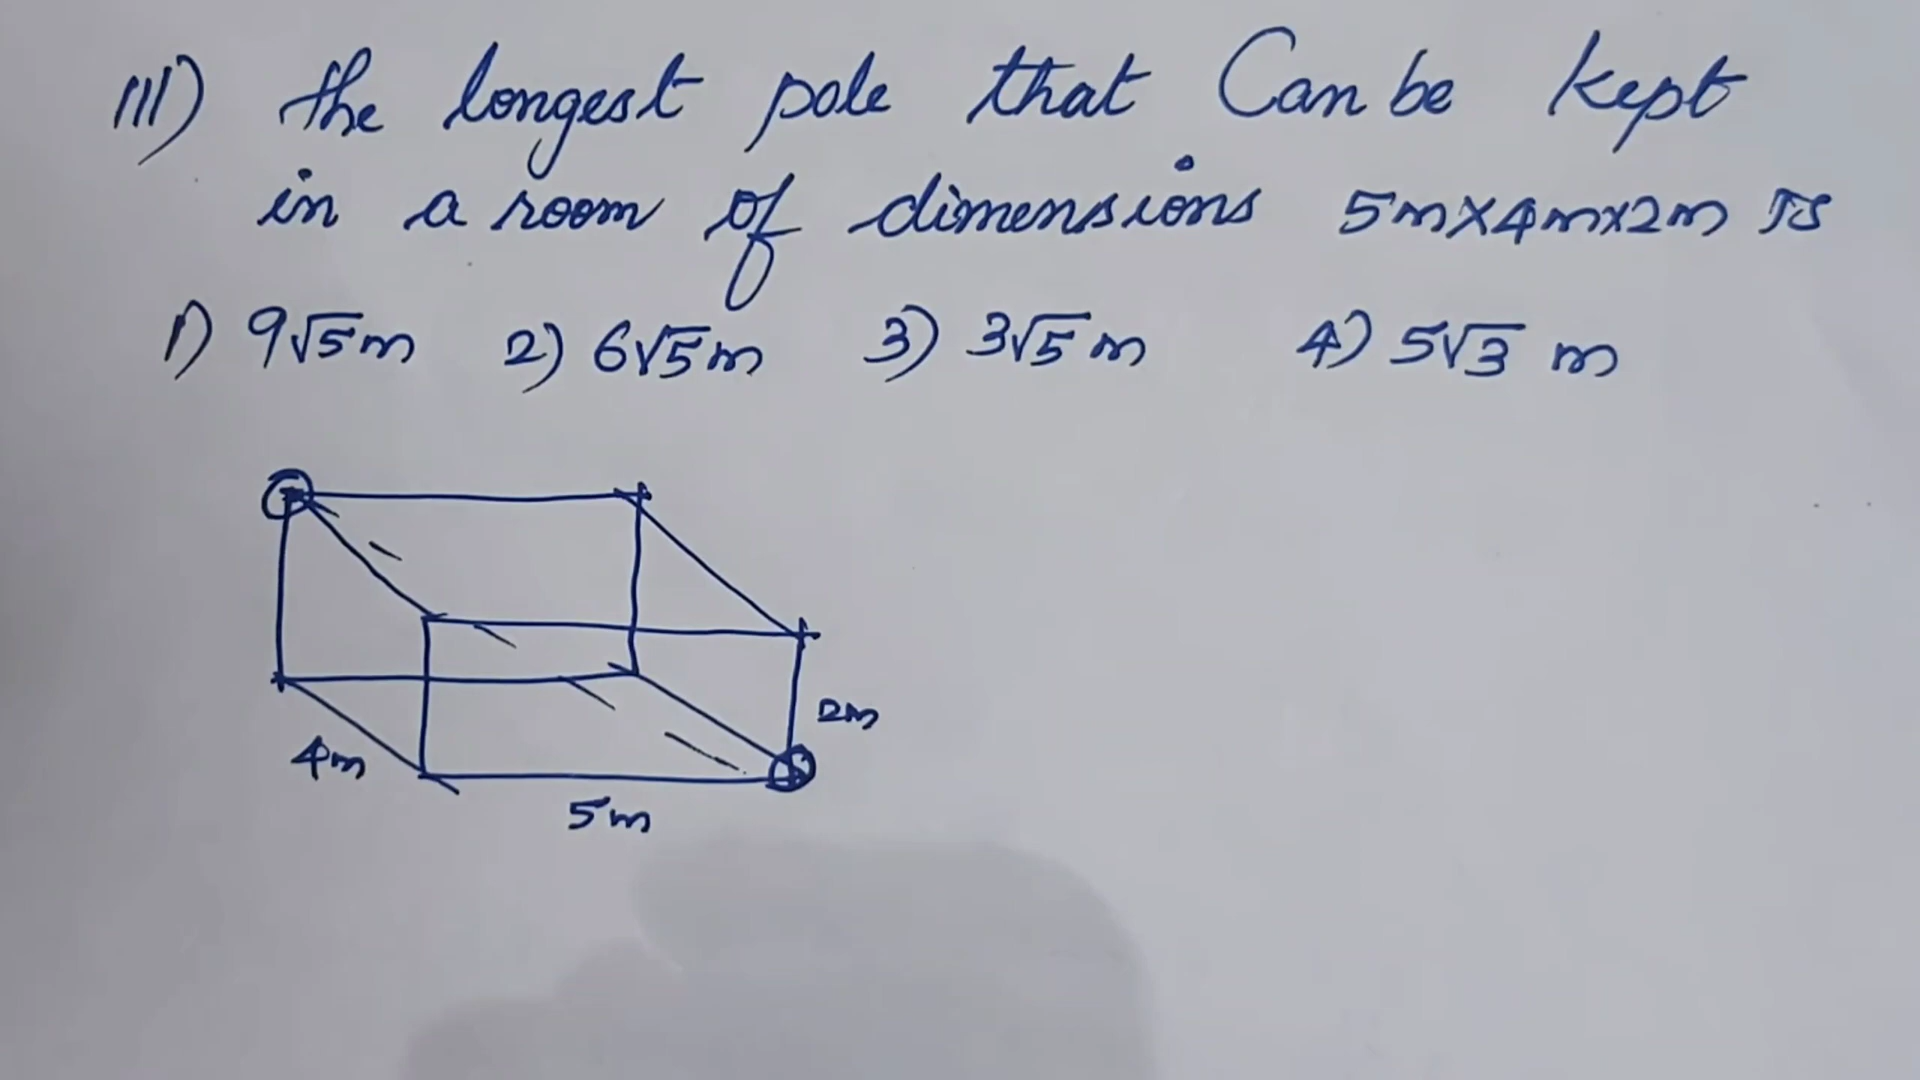 III) the longest pole that Can be kept
in a room of dimensions 5m×4m×2m is
1) 9√5m 2) 6√5m 3) 3√5 m 4) 5√3 m
2m
4m
5m